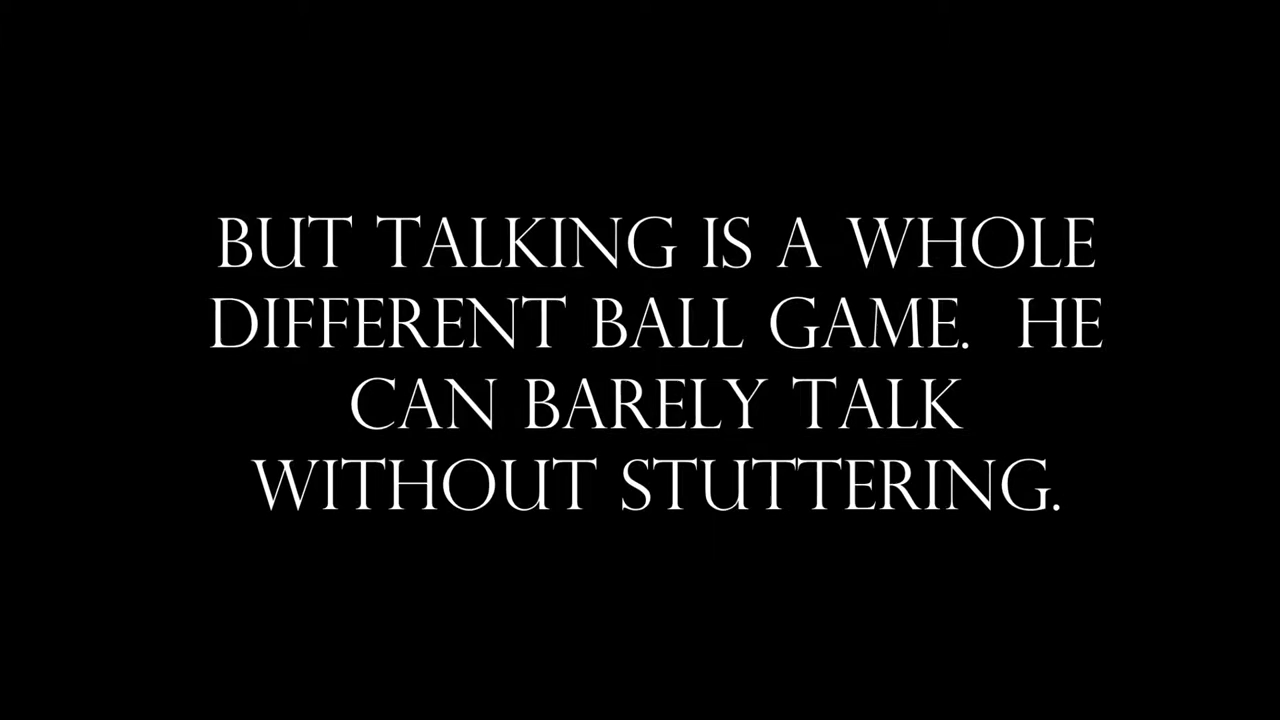 BUT TALKING IS A WHOLE
DIFFERENT BALL GAME.  HE
CAN BARELY TALK
WITHOUT STUTTERING.